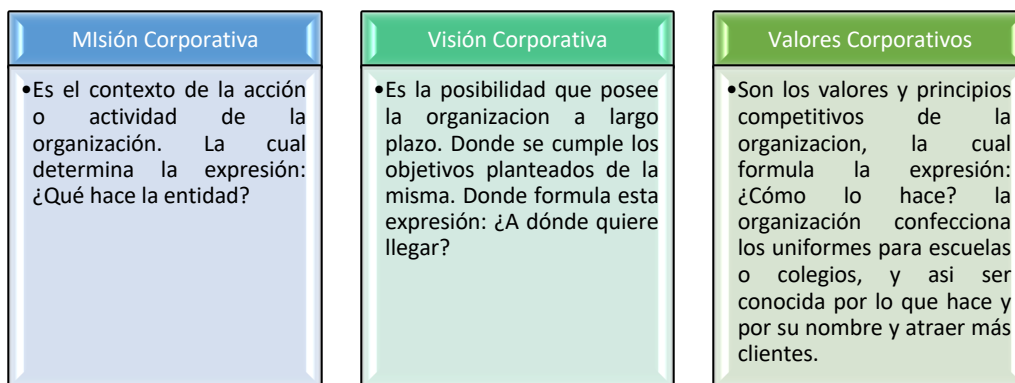 MIsión Corporativa
•Es el contexto de la acción
o actividad de la
organización. La cual
determina la expresión:
¿Qué hace la entidad?
Visión Corporativa
•Es la posibilidad que posee
la organizacion a largo
plazo. Donde se cumple los
objetivos planteados de la
misma. Donde formula esta
expresión: ¿A dónde quiere
llegar?
Valores Corporativos
•Son los valores y principios
competitivos de la
organizacion, la cual
formula la expresión:
¿Cómo lo hace? la
organización confecciona
los uniformes para escuelas
o colegios, y asi ser
conocida por lo que hace y
por su nombre y atraer más
clientes.